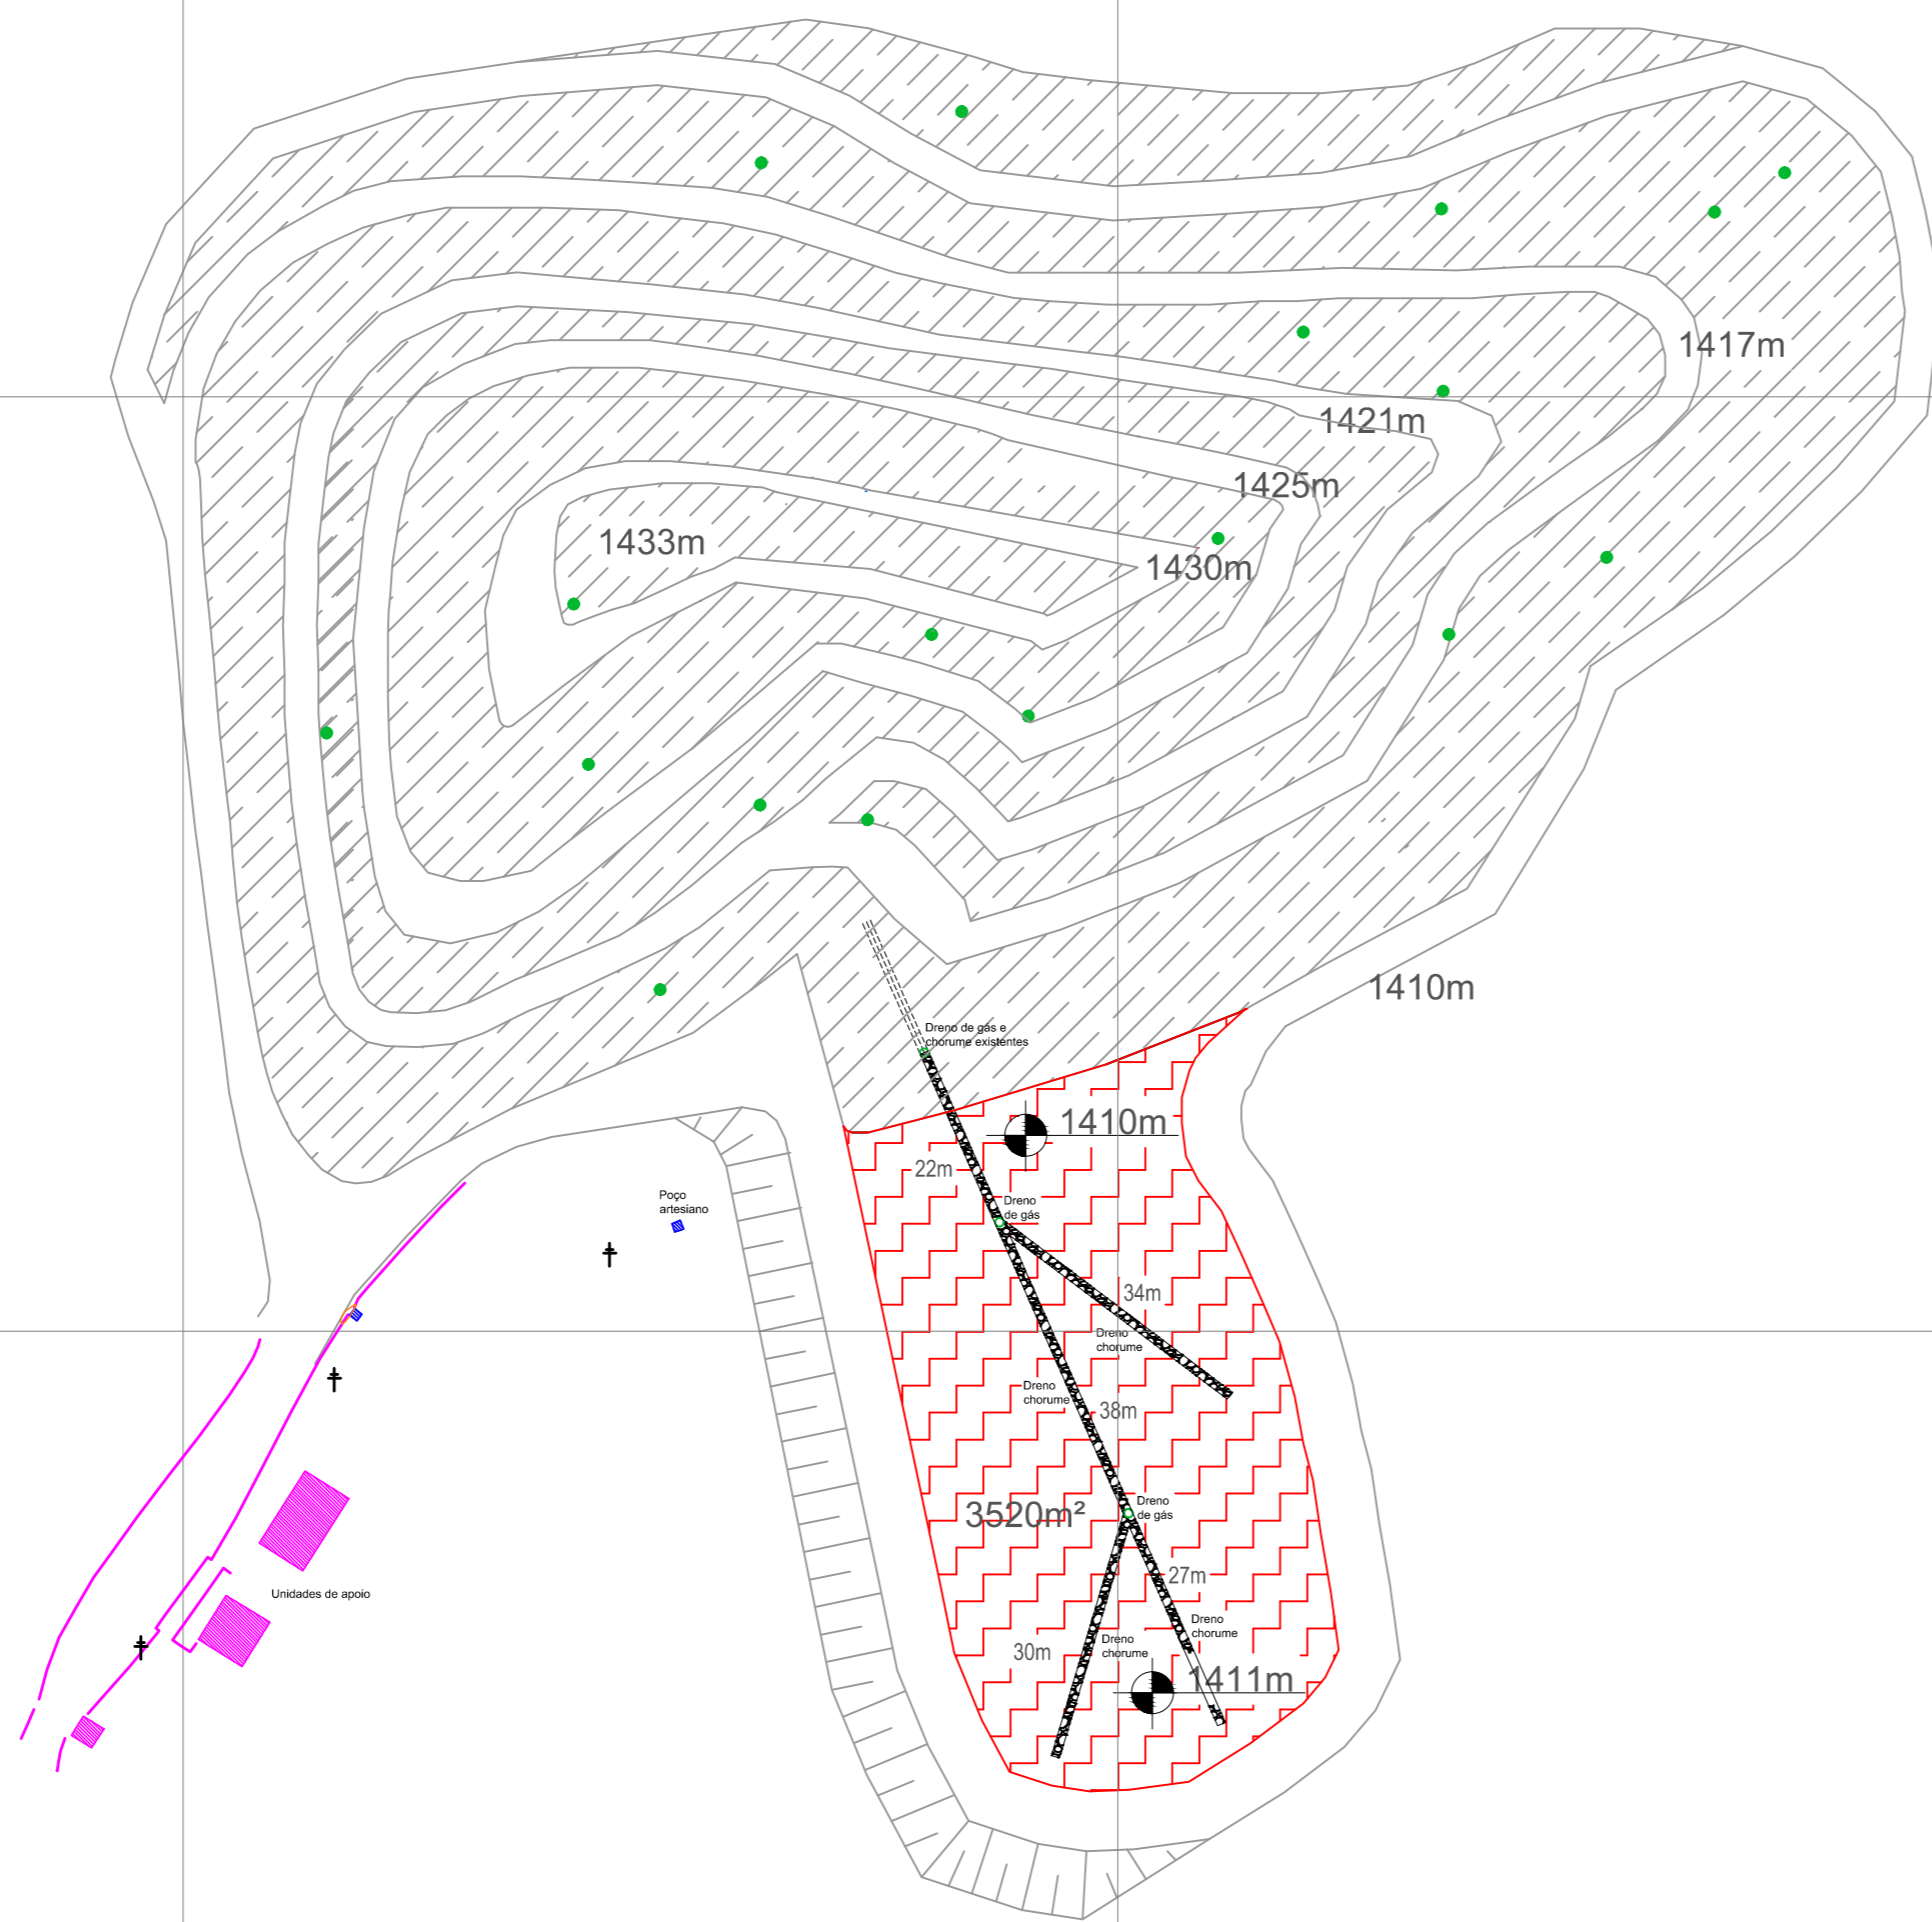 1417m
1421m
1425m
1433m
1430m
1410m
Dreno de gás e
chorume existentes
1410m
22m
Poço
artesiano
Dreno
de gás
34m
Dreno
chorume
Dreno
chorume
38m
Dreno
de gás
3520m²
27m
Unidades de apoio
Dreno
chorume
Dreno
chorume
30m
1411m